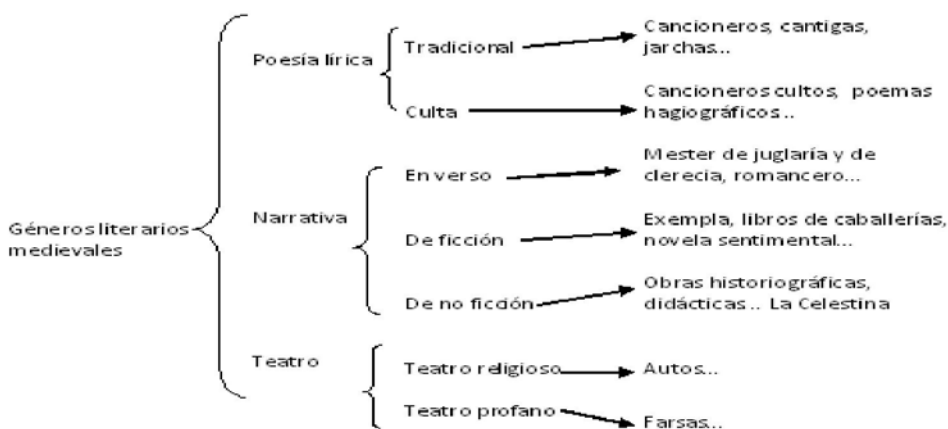 Géneros literarios
medievales
Poesía lírica
Tradicional
Cancioneros, cantigas,
jarchas...
Culta
Cancioneros cultos, poemas
hagiográficos...
Narrativa
En verso
Mester de juglaría y de
clerecia, romancero...
De ficción
Exempla, libros de caballerías,
novela sentimental...
De no ficción
Obras historiográficas,
didácticas... La Celestina
Teatro
Teatro religioso
Autos...
Teatro profano
Farsas...